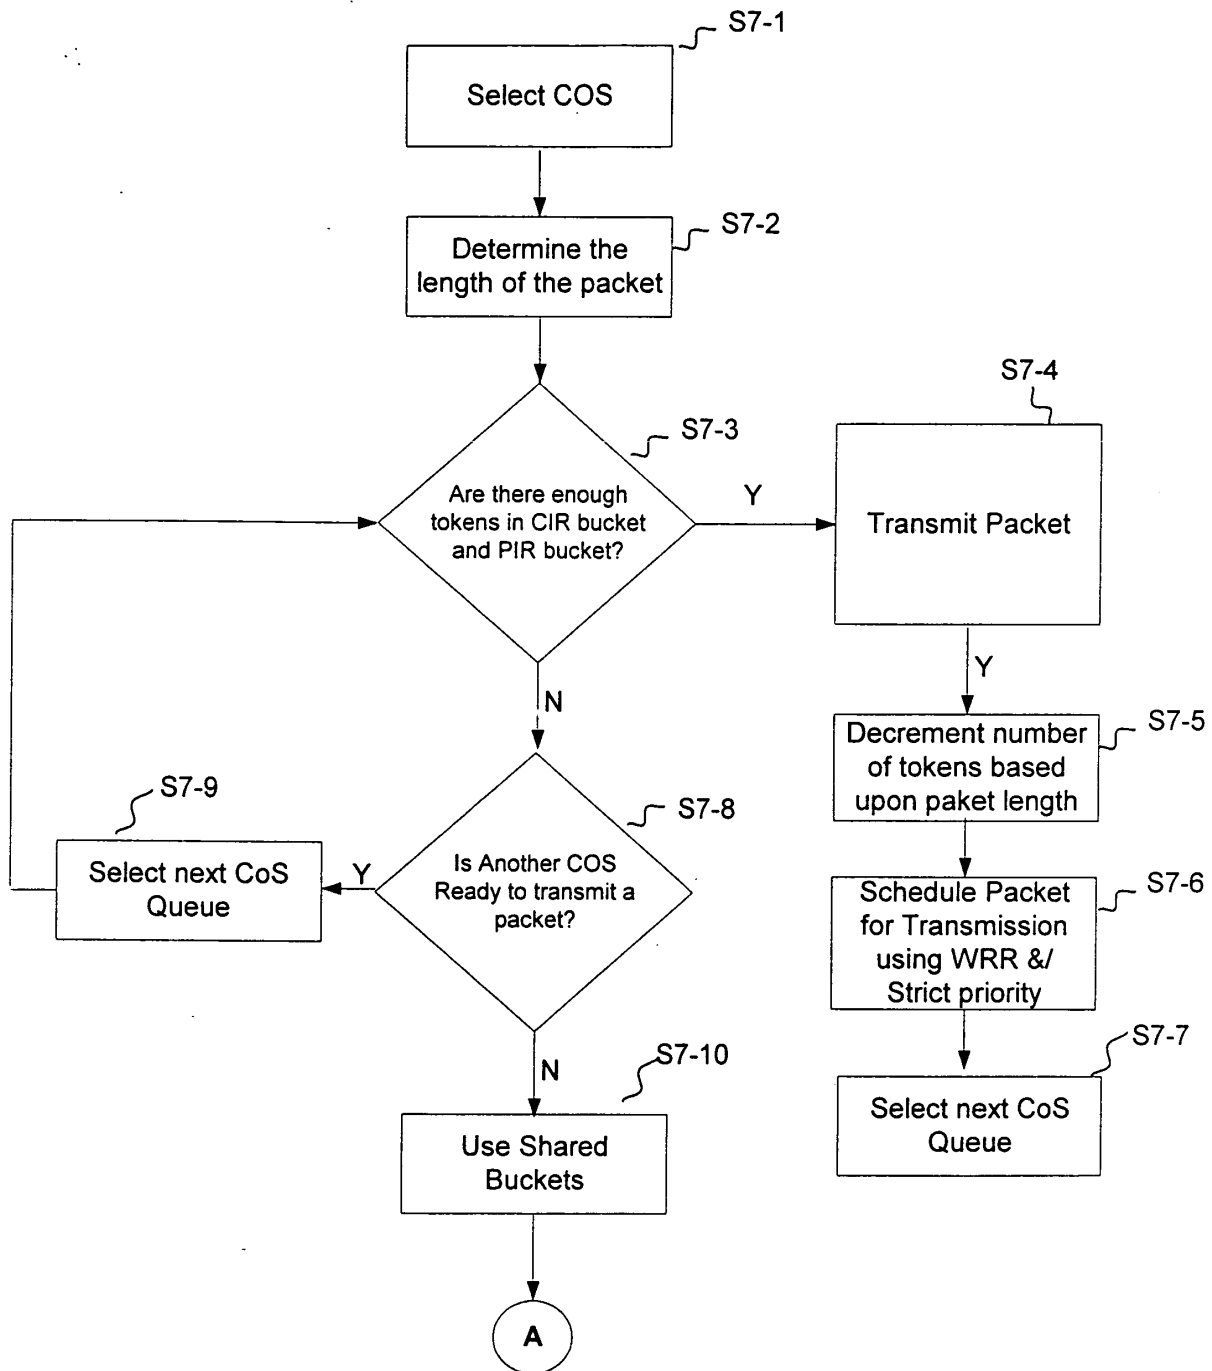 S7-1
Select COS
S7-2
Determine the
length of the packet
S7-3
Are there enough
tokens in CIR bucket
and PIR bucket?
Y
S7-4
Transmit Packet
Y
S7-5
Decrement number
of tokens based
upon paket length
S7-6
Schedule Packet
for Transmission
using WRR &/
Strict priority
S7-7
Select next CoS
Queue
N
S7-8
Is Another COS
Ready to transmit a
packet?
Y
S7-9
Select next CoS
Queue
N
S7-10
Use Shared
Buckets
A